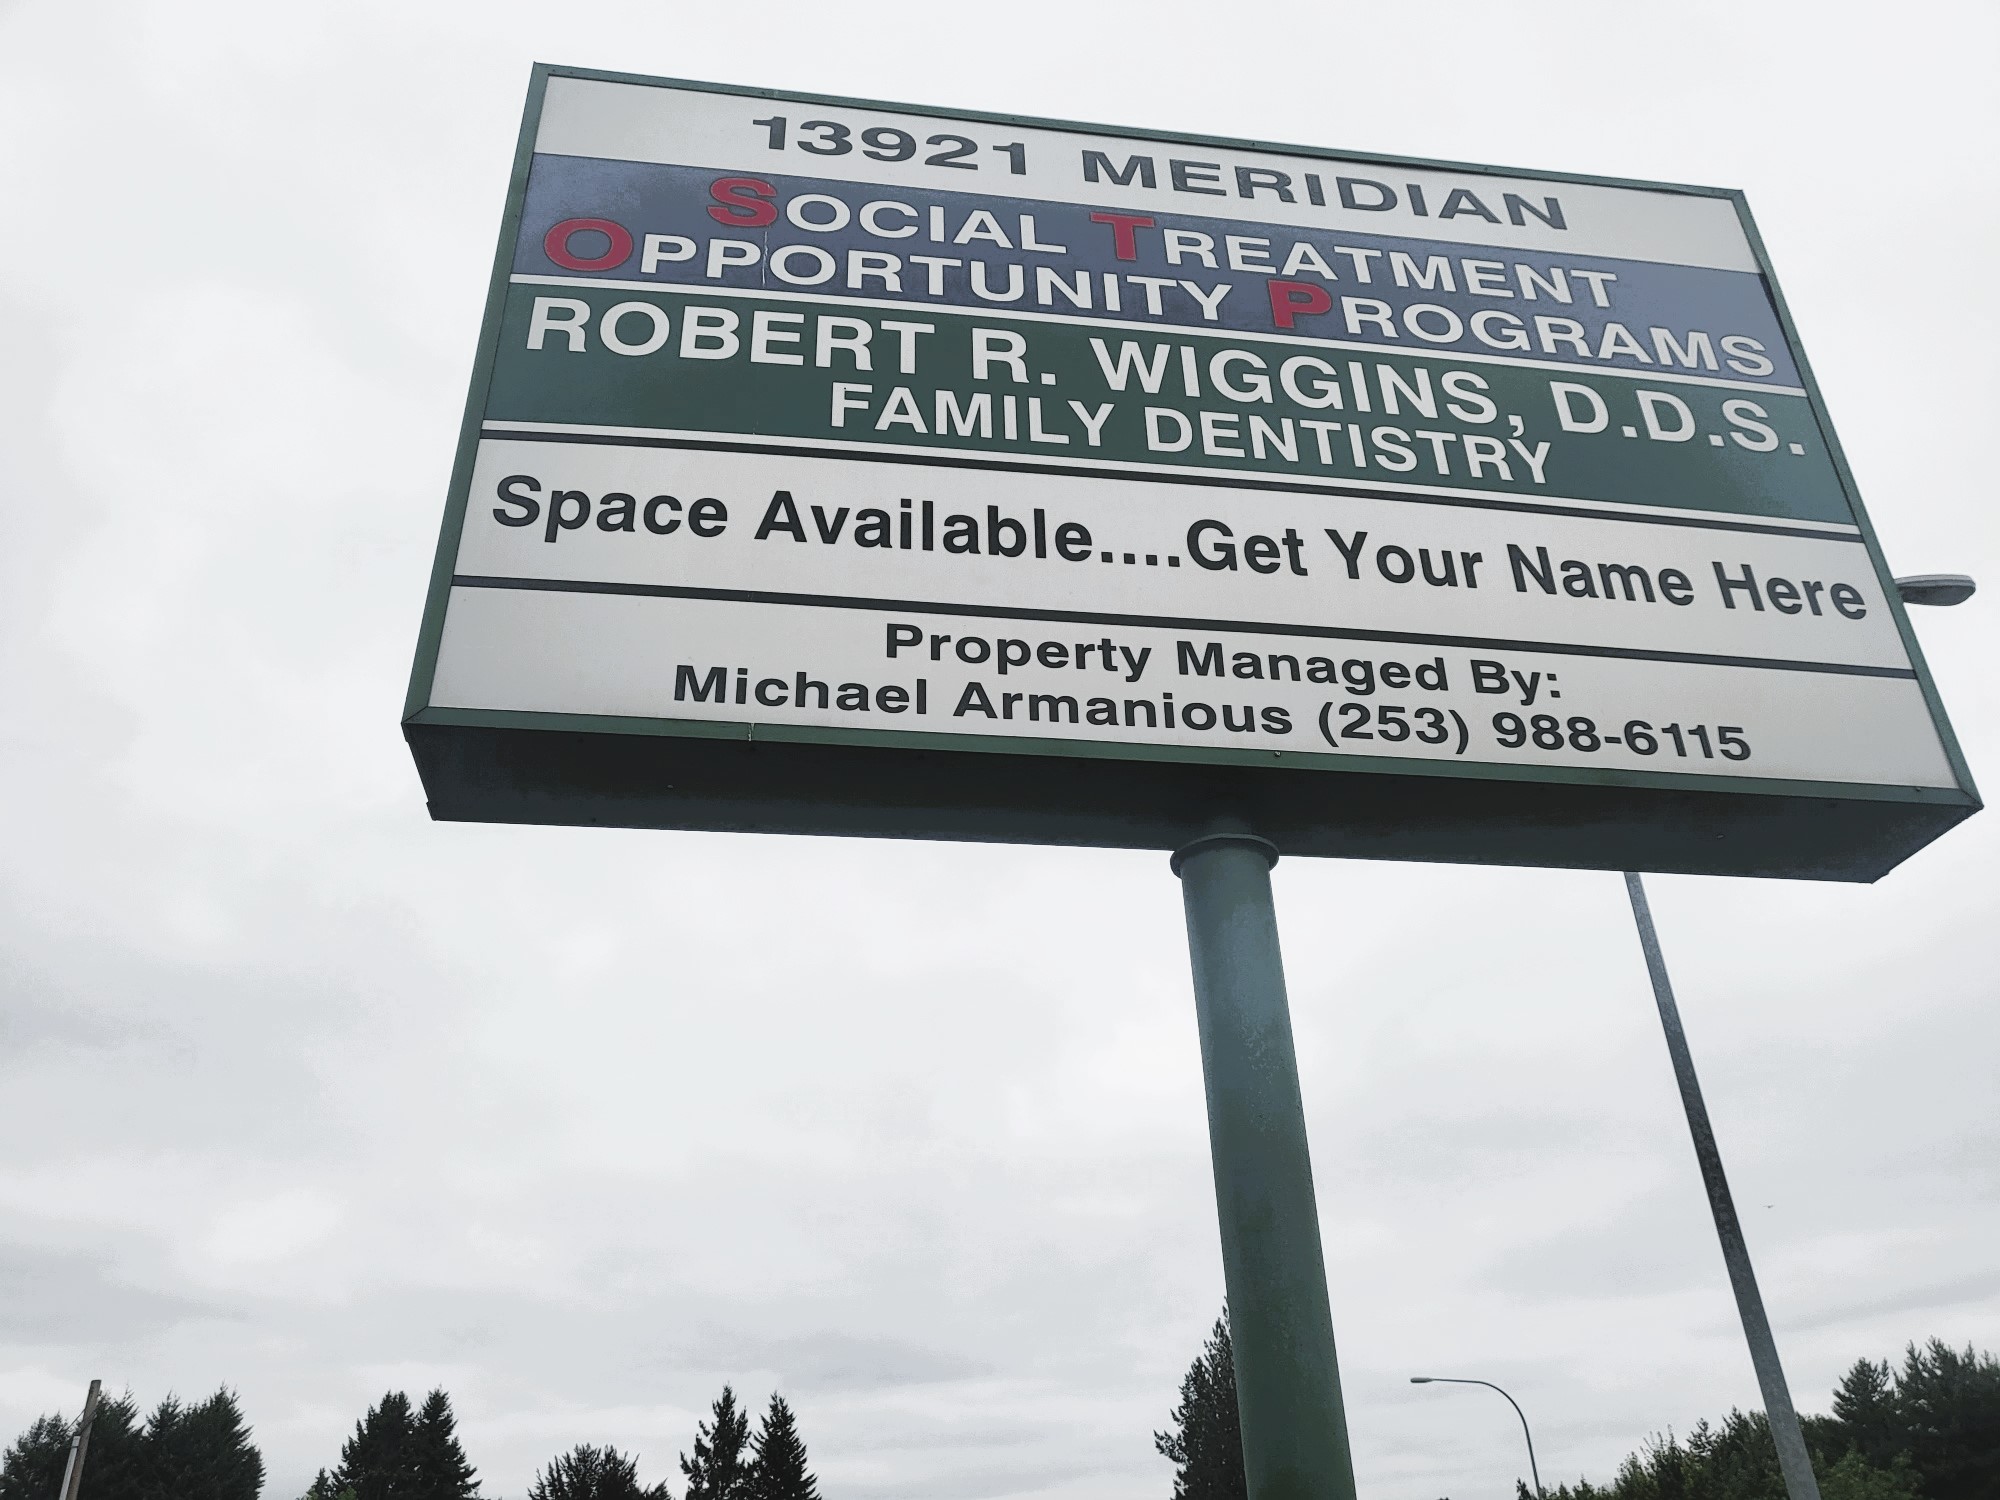 13921 MERIDIAN
SOCIAL TREATMENT
OPPORTUNITY PROGRAMS
ROBERT R. WIGGINS, D.D.S.
FAMILY DENTISTRY
Space Available....Get Your Name Here
Property Managed By:
Michael Armanious (253) 988-6115